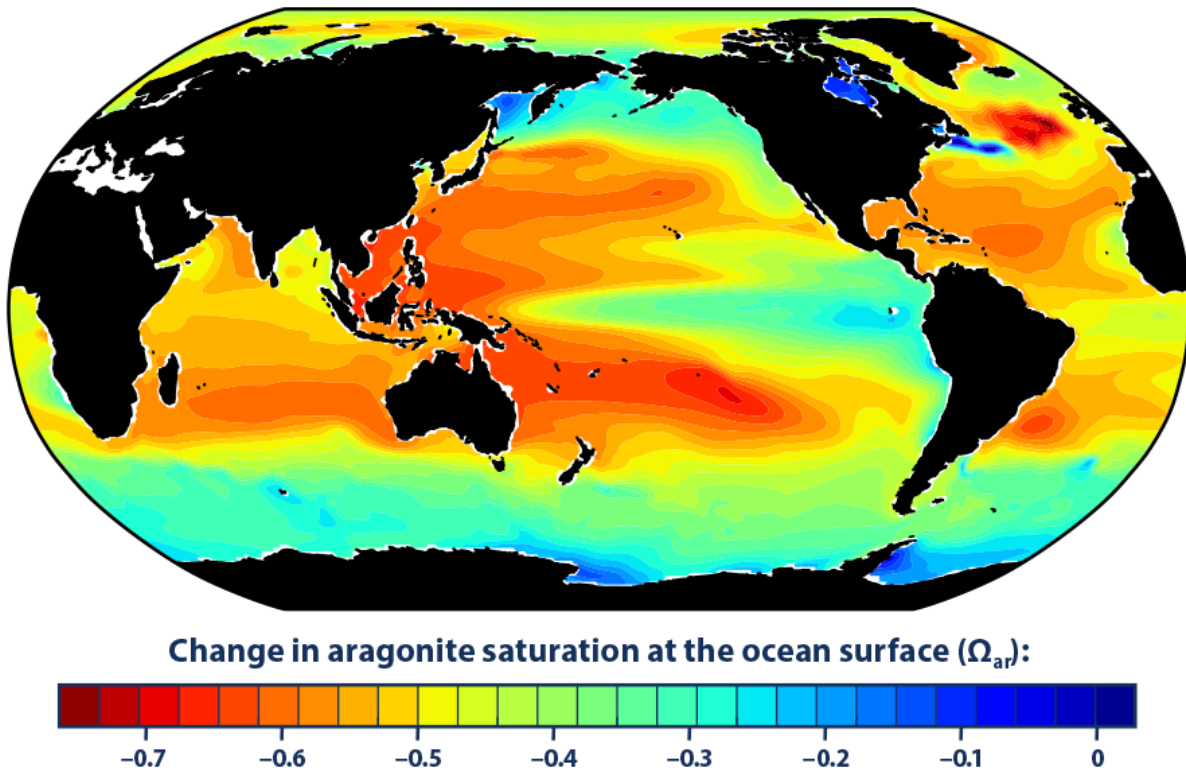 Change in aragonite saturation at the ocean surface (Ωar):
−0.7 −0.6 −0.5 −0.4 −0.3 −0.2 −0.1 0